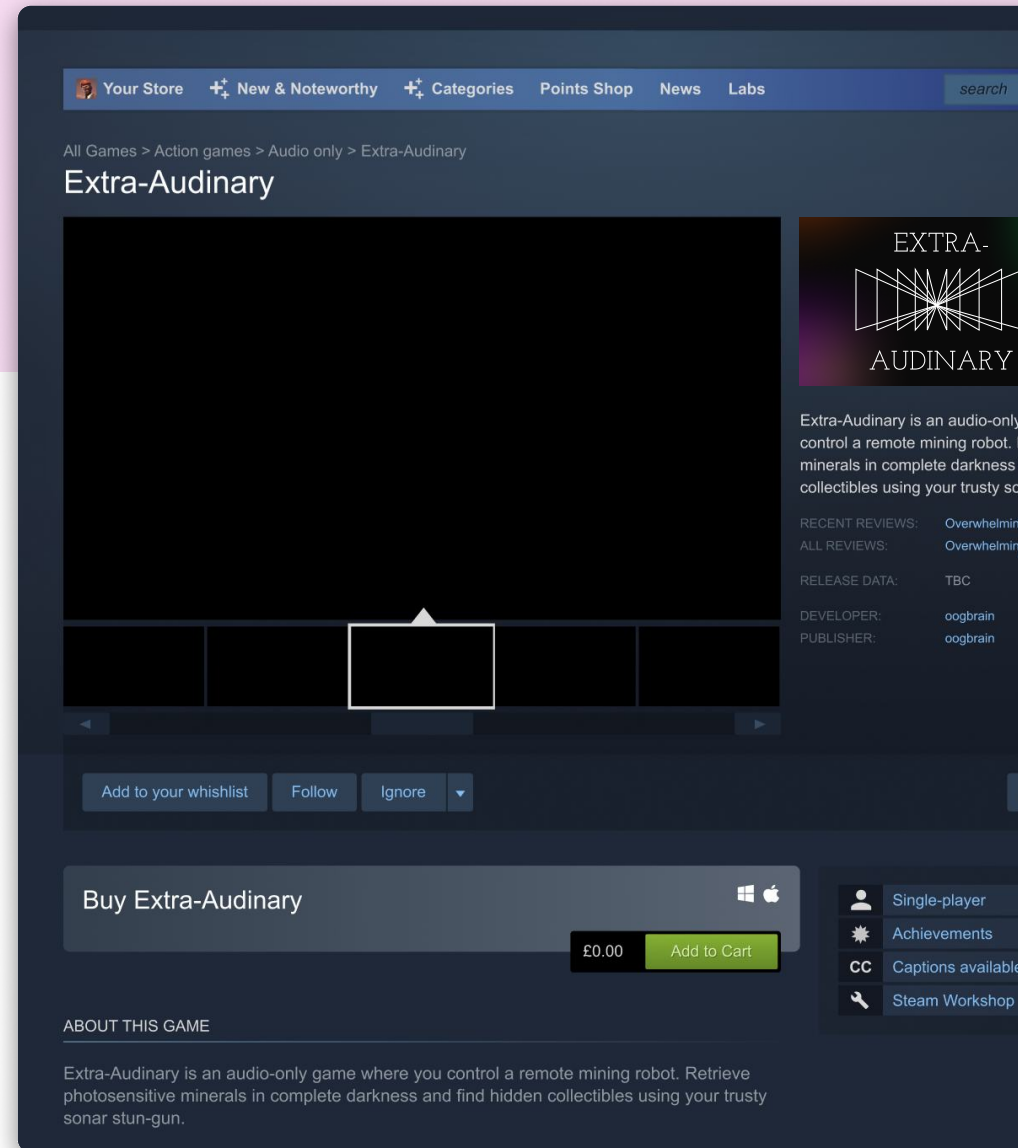 Your Store New & Noteworthy Categories Points Shop News Labs search
All Games > Action games > Audio only > Extra-Audinary
Extra-Audinary
EXTRA-
AUDINARY
Extra-Audinary is an audio-only
control a remote mining robot.
minerals in complete darkness
collectibles using your trusty
RECENT REVIEWS:
ALL REVIEWS:
RELEASE DATA: TBC
DEVELOPER: oogbrain
PUBLISHER: oogbrain
Add to your whishlist Follow Ignore
Buy Extra-Audinary
£0.00 Add to Cart
Single-player
Achievements
CC Captions available
Steam Workshop
ABOUT THIS GAME
Extra-Audinary is an audio-only game where you control a remote mining robot. Retrieve
photosensitive minerals in complete darkness and find hidden collectibles using your trusty
sonar stun-gun.